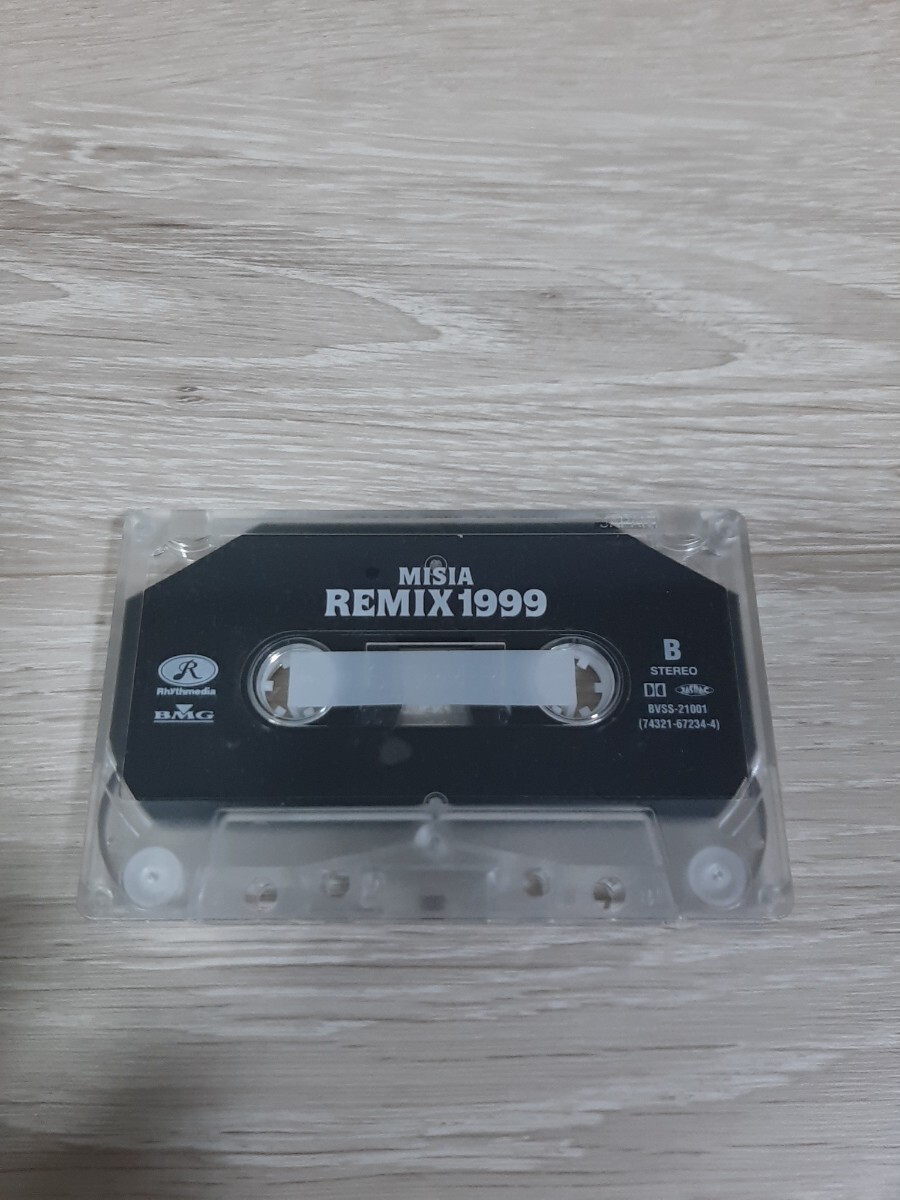 MISIA
REMIX 1999
B
STEREO
R
Rhythmedia
BMG
BVSS-21001
(74321-67234-4)